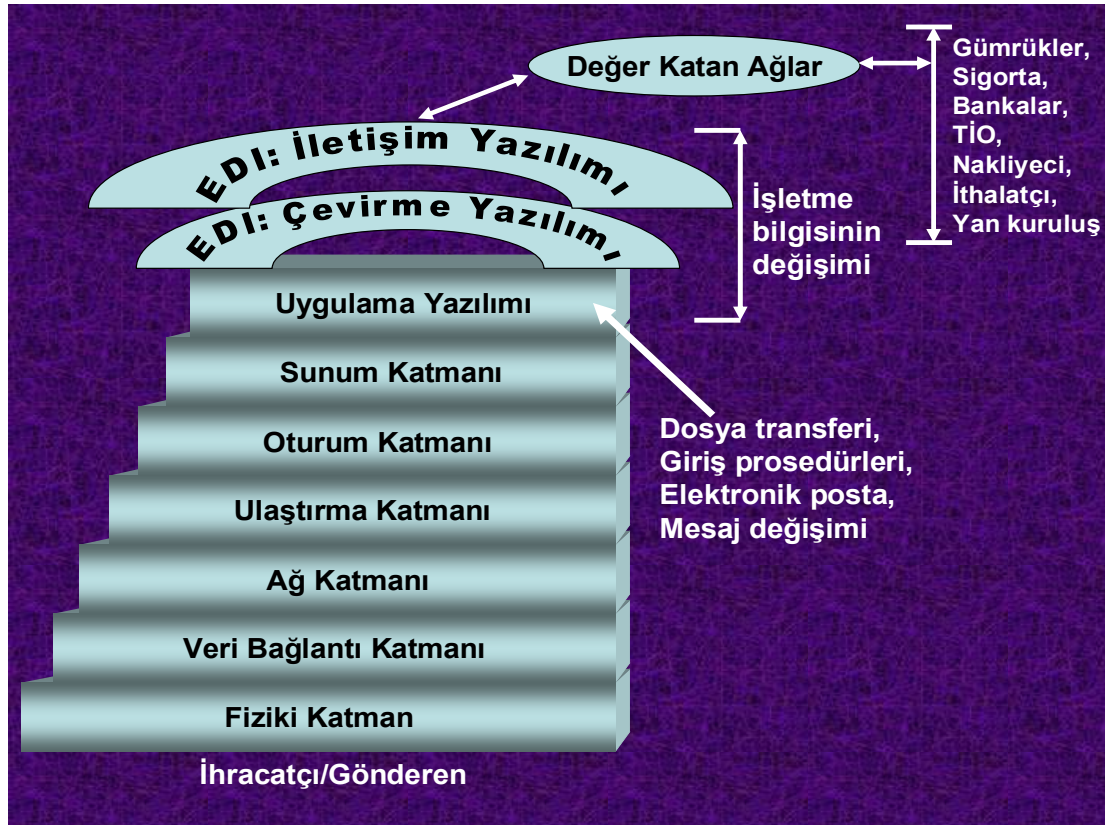 Değer Katan Ağlar
Gümrükler,
Sigorta,
Bankalar,
TİO,
Nakliyeci,
İthalatçı,
Yan kuruluş
EDI: İletişim Yazılımı
EDI: Çevirme Yazılımı
İşletme
bilgisinin
değişimi
Uygulama Yazılımı
Sunum Katmanı
Oturum Katmanı
Ulaştırma Katmanı
Ağ Katmanı
Veri Bağlantı Katmanı
Fiziki Katman
Dosya transferi,
Giriş prosedürleri,
Elektronik posta,
Mesaj değişimi
İhracatçı/Gönderen